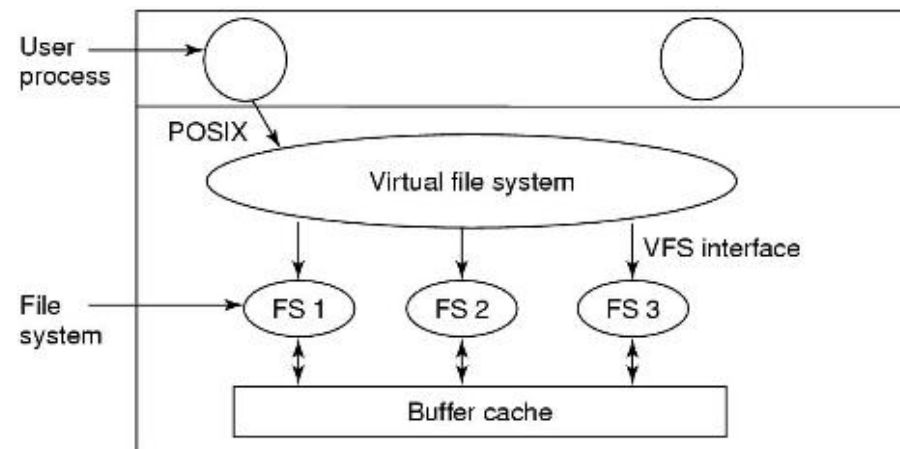 User
process
POSIX
Virtual file system
VFS interface
File
system
FS 1
FS 2
FS 3
Buffer cache